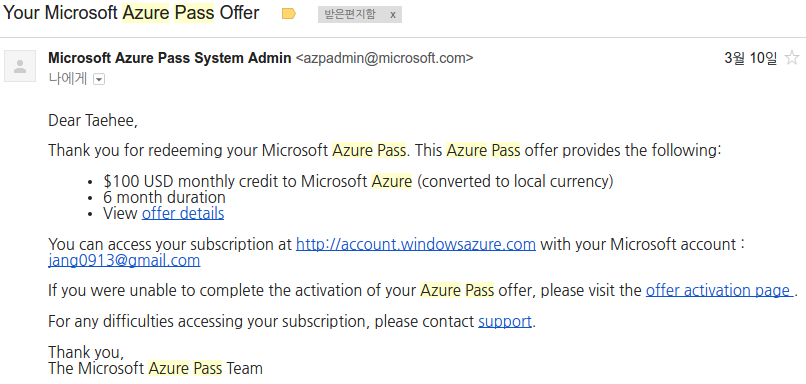 Your Microsoft Azure Pass Offer 받은편지함 x
Microsoft Azure Pass System Admin <azpadmin@microsoft.com> 3월 10일
나에게
Dear Taehee,
Thank you for redeeming your Microsoft Azure Pass. This Azure Pass offer provides the following:
• $100 USD monthly credit to Microsoft Azure (converted to local currency)
• 6 month duration
• View offer details
You can access your subscription at http://account.windowsazure.com with your Microsoft account :
jang0913@gmail.com
If you were unable to complete the activation of your Azure Pass offer, please visit the offer activation page .
For any difficulties accessing your subscription, please contact support.
Thank you,
The Microsoft Azure Pass Team